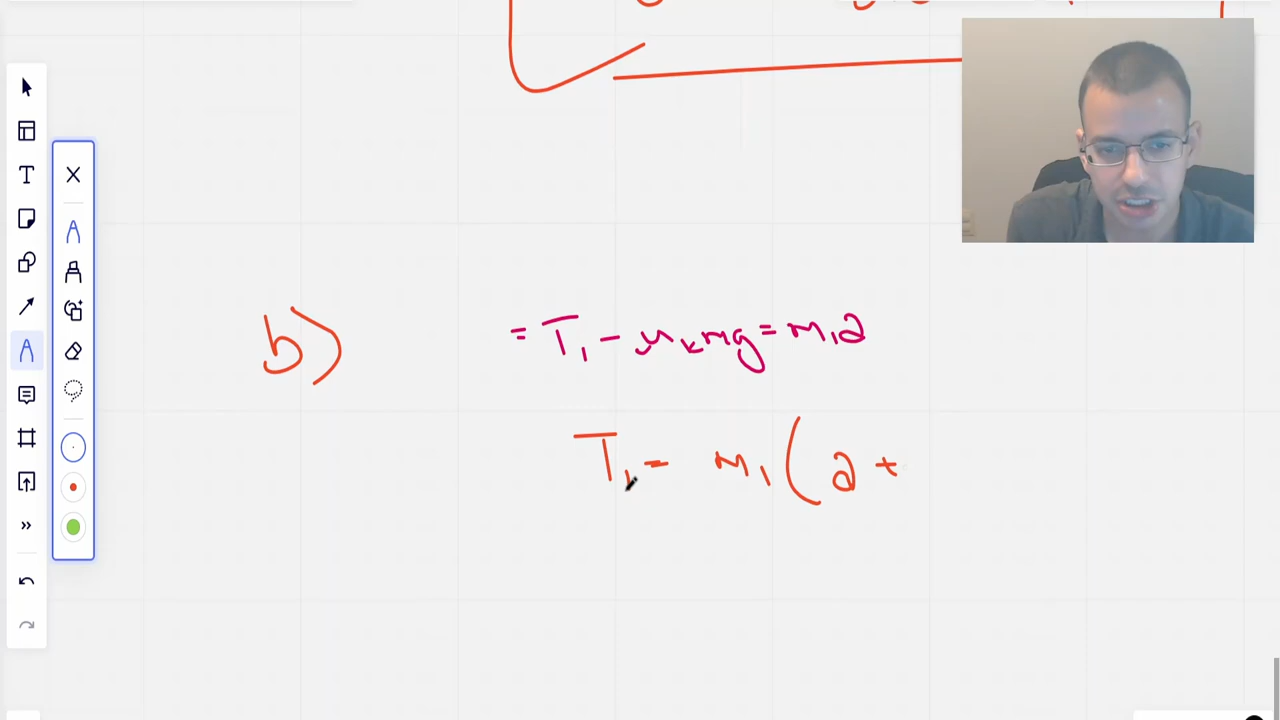 b) = T₁ - μₖmg = m₁a
T₁ = m₁(a +